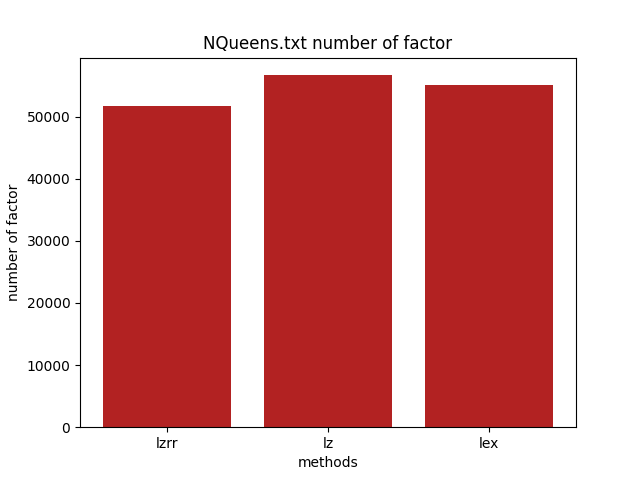 NQueens.txt number of factor
number of factor
50000
40000
30000
20000
10000
0
lzrr
lz
lex
methods